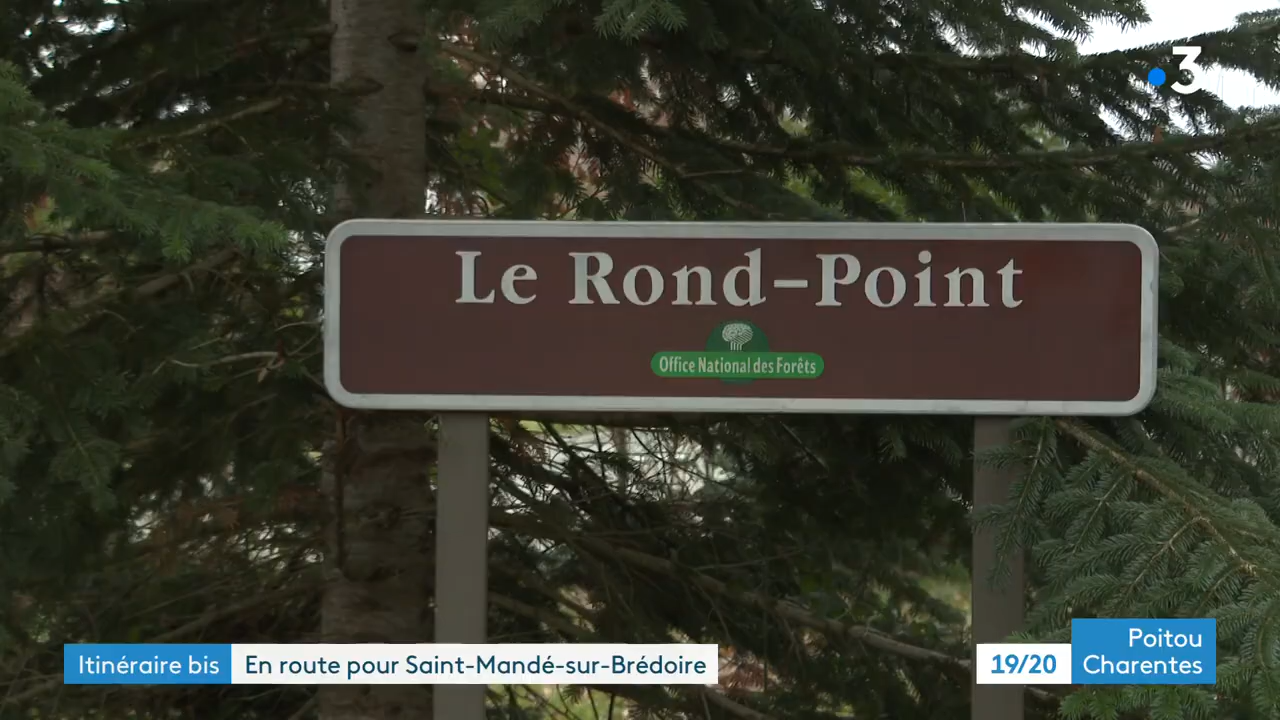 3
Le Rond-Point
Office National des Forêts
Itinéraire bis
En route pour Saint-Mandé-sur-Brédoire
19/20
Poitou
Charentes